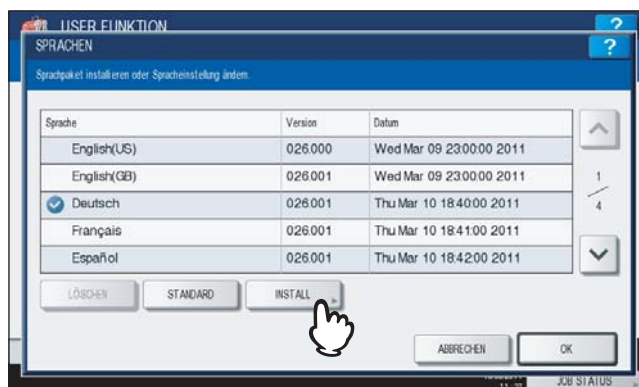 USER FUNKTION
?
SPRACHEN
?
Sprachpaket installieren oder Spracheinstellung ändern.
Sprache Version Datum
English(US) 026.000 Wed Mar 09 23:00:00 2011
English(GB) 026.001 Wed Mar 09 23:00:00 2011
Deutsch 026.001 Thu Mar 10 18:40:00 2011
Français 026.001 Thu Mar 10 18:41:00 2011
Español 026.001 Thu Mar 10 18:42:00 2011
1
4
LÖSCHEN STANDARD INSTALL
ABBRECHEN OK
JOB STATUS